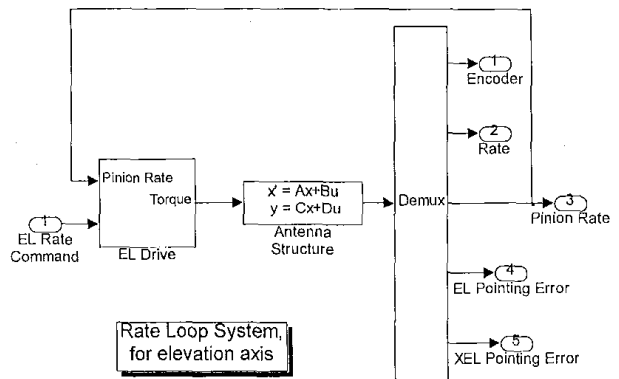 1
Encoder
2
Rate
Pinion Rate
Torque
x' = Ax+Bu
y = Cx+Du
Demux
3
Pinion Rate
1
EL Rate
Command
EL Drive
Antenna
Structure
4
EL Pointing Error
Rate Loop System,
for elevation axis
5
XEL Pointing Error